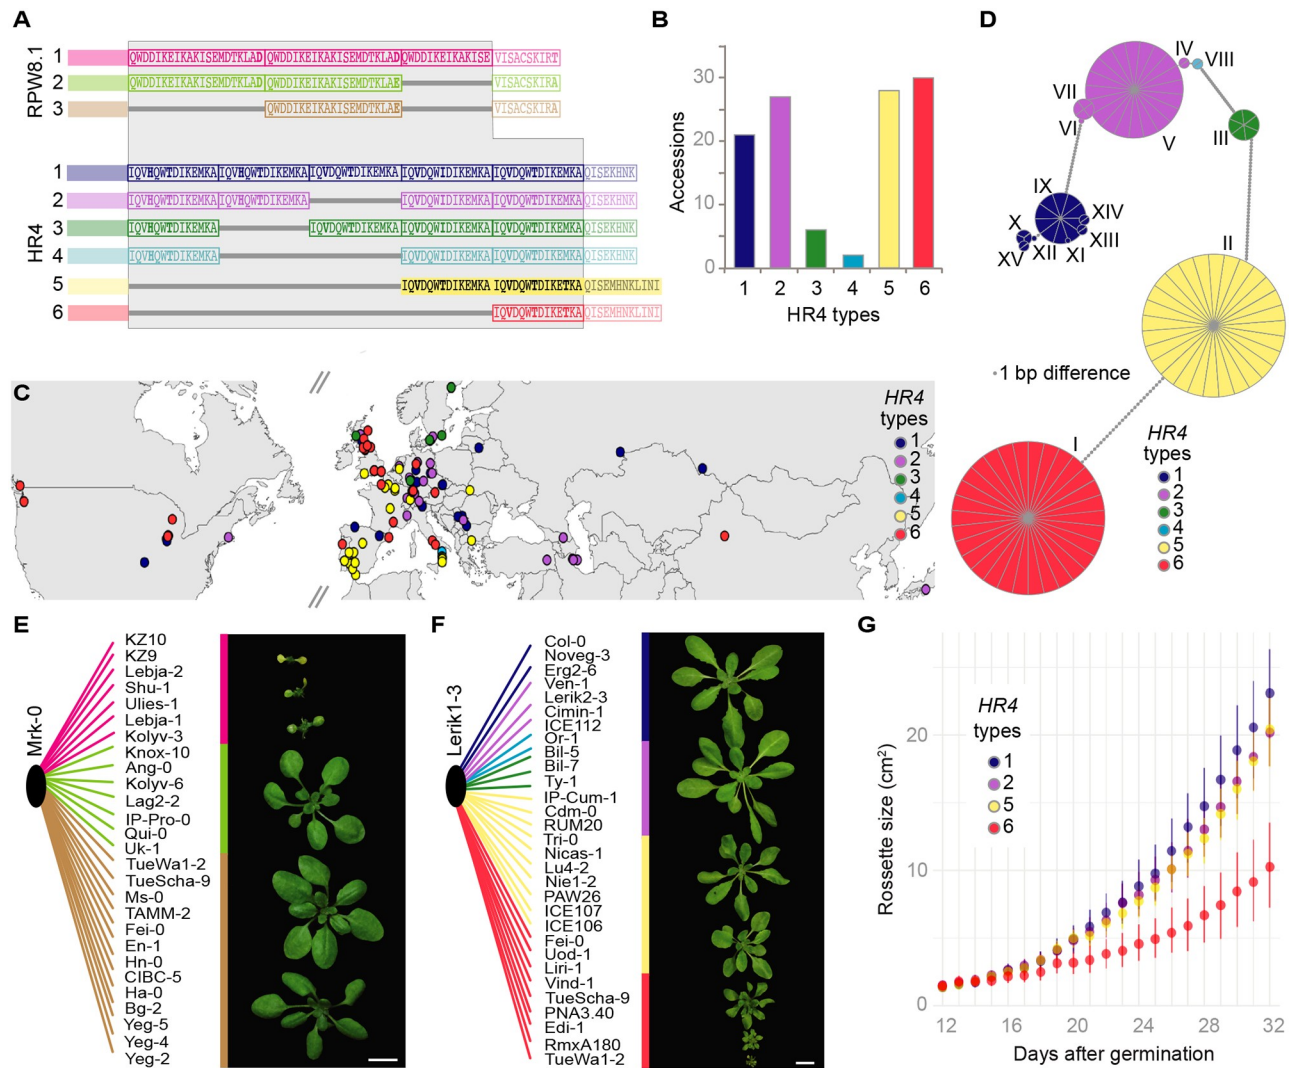 A
RPW8.1
1 QWDDIKEIKAKISEMDTKLAD QWDDIKEIKAKISEMDTKLAD QWDDIKEIKAKISE VISACSKIRT
2 QWDDIKEIKAKISEMDTKLAD QWDDIKEIKAKISEMDTKLAE VISACSKIRA
3 QWDDIKEIKAKISEMDTKLAE VISACSKIRA
HR4
1 IQVHQWTDIKEMKA IQVHQWTDIKEMKA IQVDQWTDIKEMKA IQVDQWIDIKEMKA IQVDQWTDIKEMKA QISEKHNK
2 IQVHQWTDIKEMKA IQVHQWTDIKEMKA IQVDQWIDIKEMKA IQVDQWTDIKEMKA QISEKHNK
3 IQVHQWTDIKEMKA IQVDQWTDIKEMKA IQVDQWIDIKEMKA IQVDQWTDIKEMKA QISEKHNK
4 IQVHQWTDIKEMKA IQVDQWIDIKEMKA IQVDQWTDIKEMKA QISEKHNK
5 IQVDQWTDIKEMKA IQVDQWTDIKETKA QISEMHNKLINI
6 IQVDQWTDIKETKA QISEMHNKLINI
B
Accessions
30
20
10
0
1 2 3 4 5 6
HR4 types
C
HR4
types
1
2
3
4
5
6
D
IV
VIII
VII
VI
V
III
IX
XIV
X
XIII
XV
XII
XI
II
1 bp difference
I
HR4
types
1
2
3
4
5
6
E
Mrk-0
KZ10
KZ9
Lebja-2
Shu-1
Ulies-1
Lebja-1
Kolyv-3
Knox-10
Ang-0
Kolyv-6
Lag2-2
IP-Pro-0
Qui-0
Uk-1
TueWa1-2
TueScha-9
Ms-0
TAMM-2
Fei-0
En-1
Hn-0
CIBC-5
Ha-0
Bg-2
Yeg-5
Yeg-4
Yeg-2
F
Lerik1-3
Col-0
Noveg-3
Erg2-6
Ven-1
Lerik2-3
Cimin-1
ICE112
Or-1
Bil-5
Bil-7
Ty-1
IP-Cum-1
Cdm-0
RUM20
Tri-0
Nicas-1
Lu4-2
Nie1-2
PAW26
ICE107
ICE106
Fei-0
Uod-1
Liri-1
Vind-1
TueScha-9
PNA3.40
Edi-1
RmxA180
TueWa1-2
G
Rossette size (cm2)
20
10
0
HR4
types
1
2
5
6
12 16 20 24 28 32
Days after germination